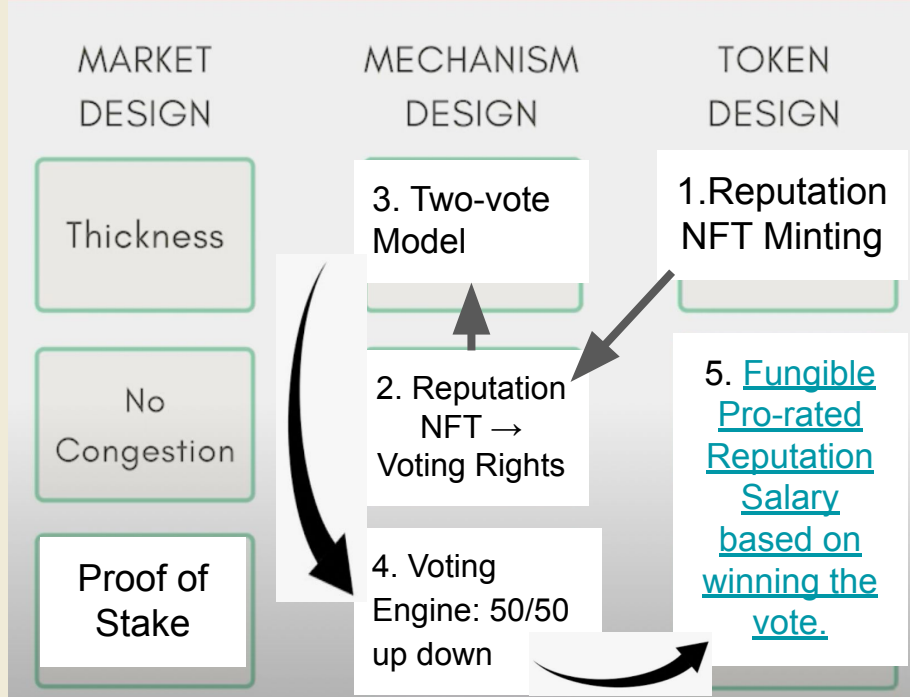 MARKET
DESIGN
MECHANISM
DESIGN
TOKEN
DESIGN
Thickness
No
Congestion
Proof of
Stake
3. Two-vote
Model
2. Reputation
NFT →
Voting Rights
4. Voting
Engine: 50/50
up down
1.Reputation
NFT Minting
5. Fungible
Pro-rated
Reputation
Salary
based on
winning the
vote.